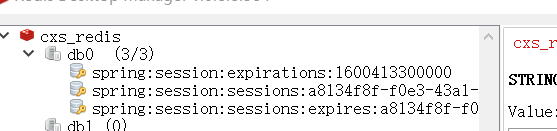 cxs_redis
db0 (3/3)
spring:session:expirations:1600413300000
spring:session:sessions:a8134f8f-f0e3-43a1-
spring:session:sessions:expires:a8134f8f-f0
db1 (0)
cxs_r
STRING
Value: